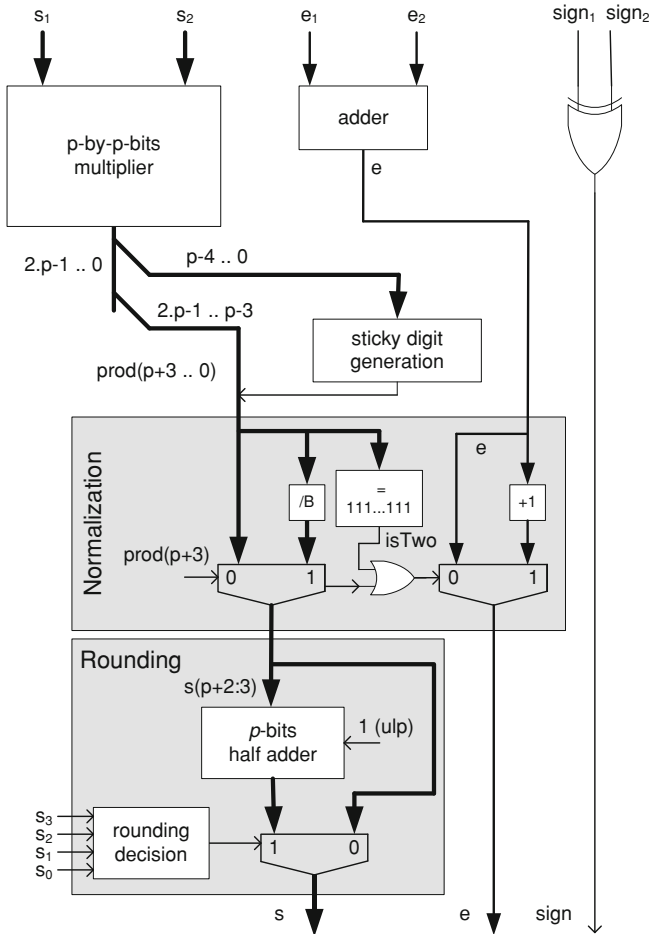 s₁
s₂
e₁
e₂
sign₁
sign₂
p-by-p-bits
multiplier
adder
e
2.p-1 .. 0
p-4 .. 0
2.p-1 .. p-3
sticky digit
generation
prod(p+3 .. 0)
Normalization
/B
=
111...111
e
+1
isTwo
prod(p+3)
0
1
0
1
Rounding
s(p+2:3)
p-bits
half adder
1 (ulp)
s₃
s₂
s₁
s₀
rounding
decision
1
0
s
e
sign